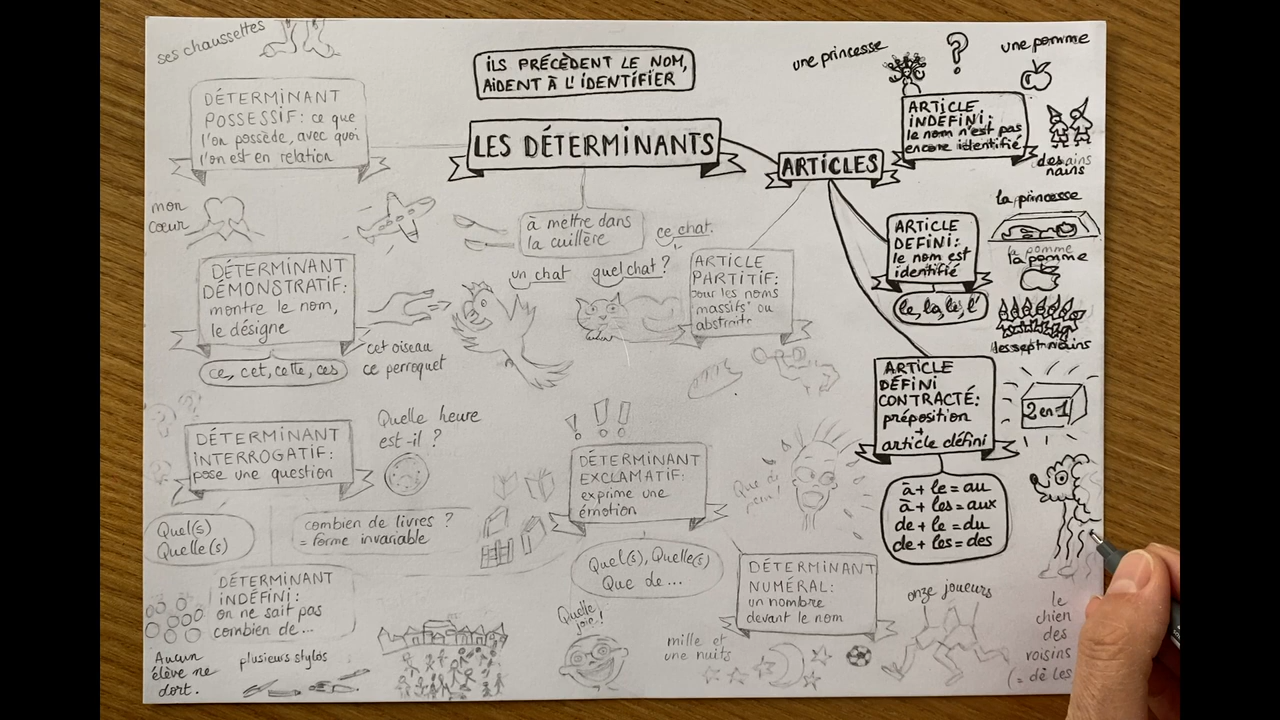 ses chaussettes
DÉTERMINANT
POSSESSIF: ce que
l'on possède, avec quoi
l'on est en relation
mon
cœur
DÉTERMINANT
DÉMONSTRATIF:
montre le nom,
le désigne
ce, cet, cette, ces
cet oiseau
ce perroquet
DÉTERMINANT
INTERROGATIF:
pose une question
Quelle heure
est-il ?
Quel(s)
Quelle(s)
combien de livres ?
= forme invariable
DÉTERMINANT
INDÉFINI:
on ne sait pas
combien de...
Aucun
élève ne
dort.
plusieurs stylos
ILS PRÉCÈDENT LE NOM,
AIDENT À L'IDENTIFIER
LES DÉTERMINANTS
à mettre dans
la cuillère
ce chat.
un chat
quel chat ?
ARTICLES
ARTICLE
PARTITIF:
pour les noms
massifs ou
abstraits
!!!
DÉTERMINANT
EXCLAMATIF:
exprime une
émotion
Quel(s), Quelle(s)
Que de...
Quelle
joie!
Que de
DÉTERMINANT
NUMÉRAL:
un nombre
devant le nom
mille et
une nuits
onze joueurs
une princesse
?
une pomme
ARTICLE
INDÉFINI:
le nom n'est pas
encore identifié
des nains
nains
ARTICLE
DÉFINI:
le nom est
identifié
le, la, les, l'
la princesse
la pomme
la pomme
les sept nains
ARTICLE
DÉFINI
CONTRACTÉ:
préposition
+
article défini
2 en 1
à + le = au
à + les = aux
de + le = du
de + les = des
le
chien
des
voisins
(= de les